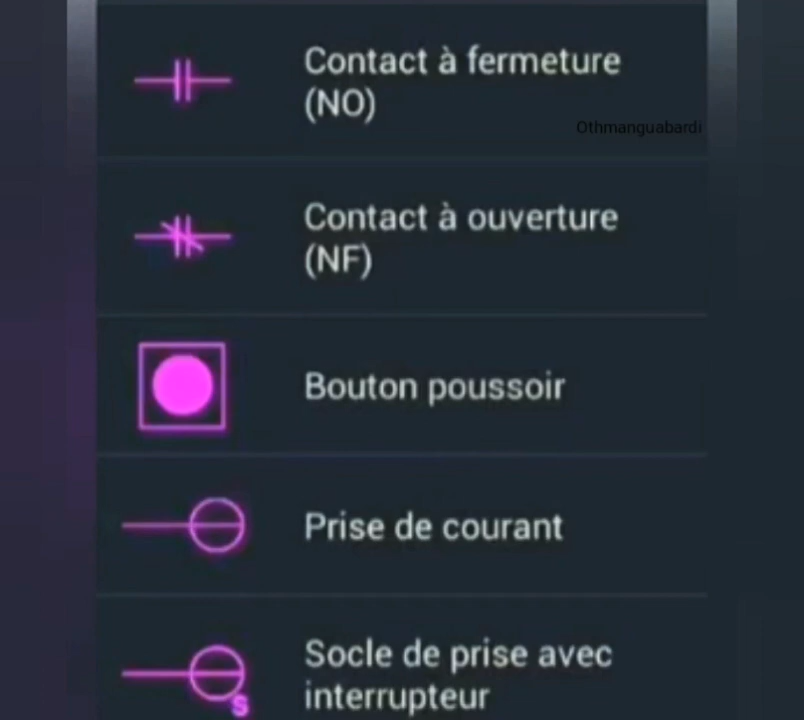 Contact à fermeture
(NO)
Othmanguabardi
Contact à ouverture
(NF)
Bouton poussoir
Prise de courant
Socle de prise avec
S
interrupteur